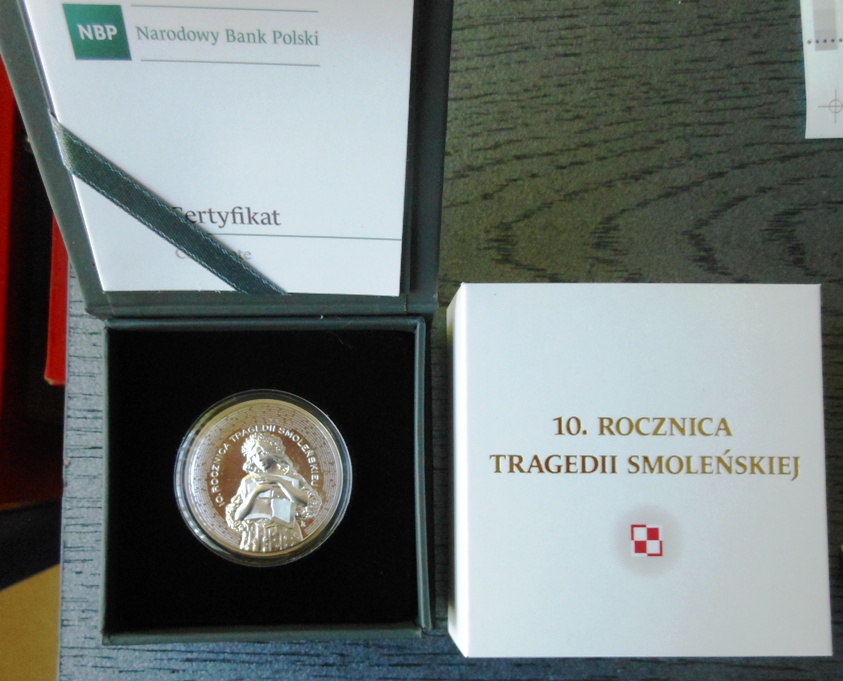 NBP Narodowy Bank Polski
Certyfikat
10. ROCZNICA TRAGEDII SMOLEŃSKIEJ
10. ROCZNICA
TRAGEDII SMOLEŃSKIEJ